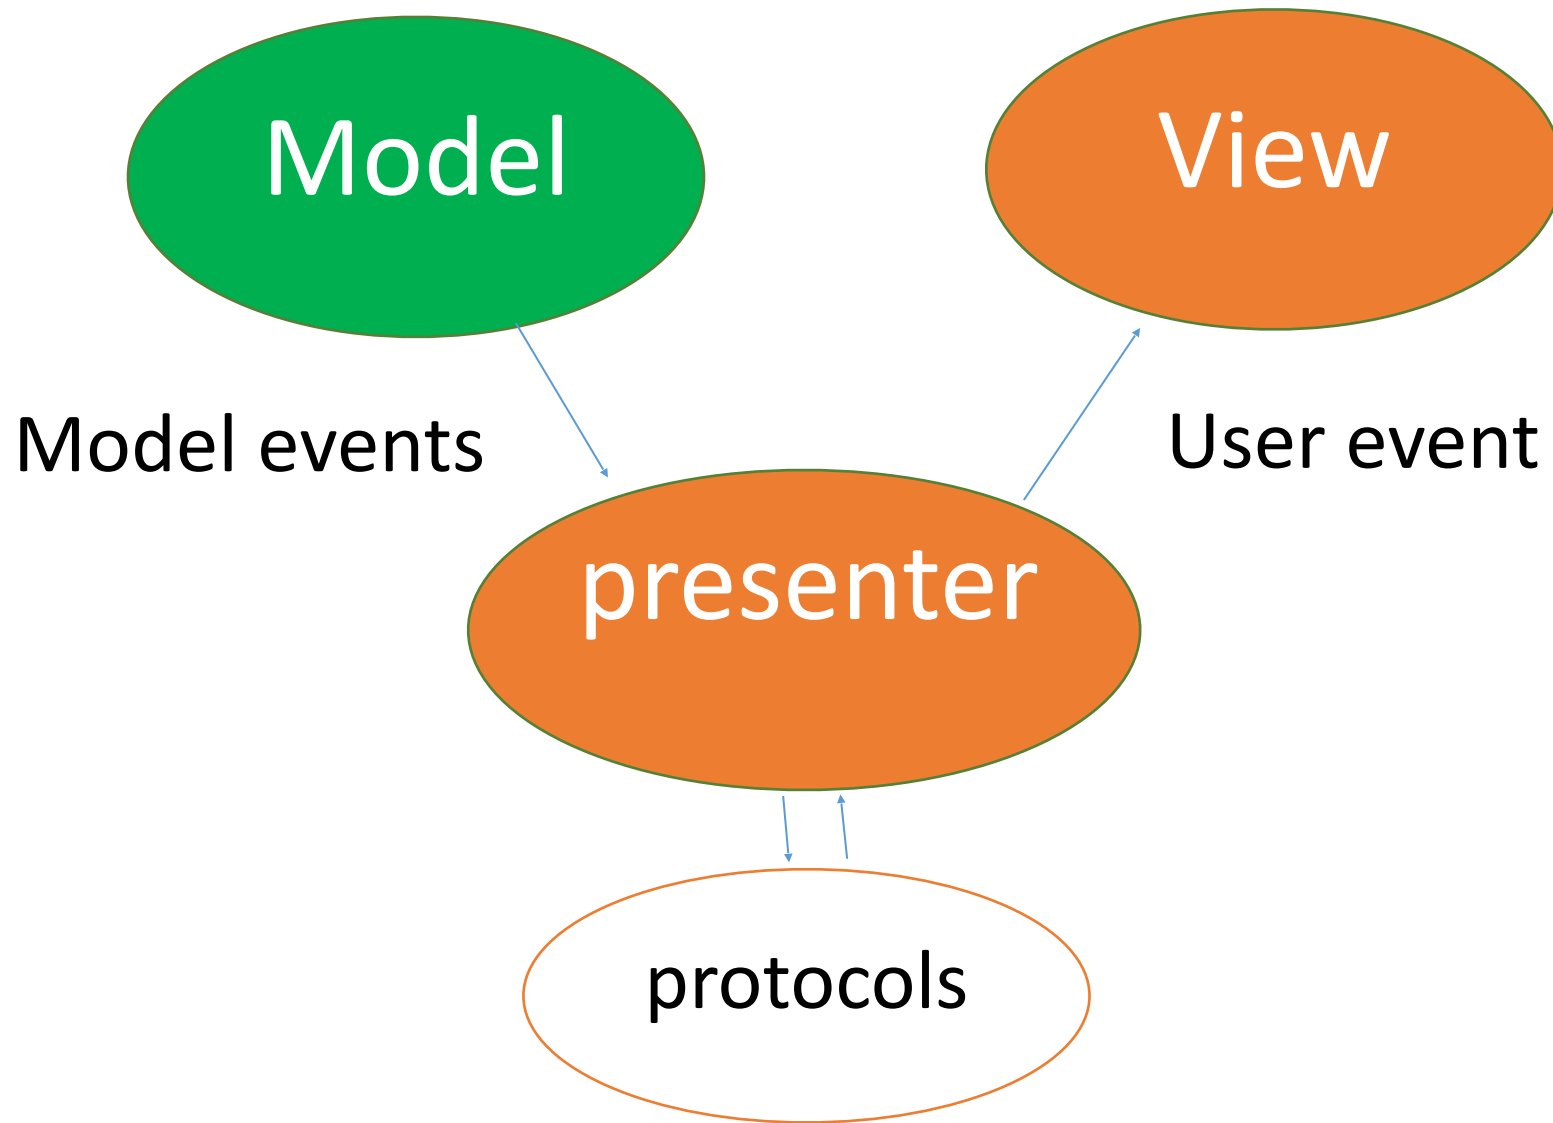 Model
View
Model events
User event
presenter
protocols